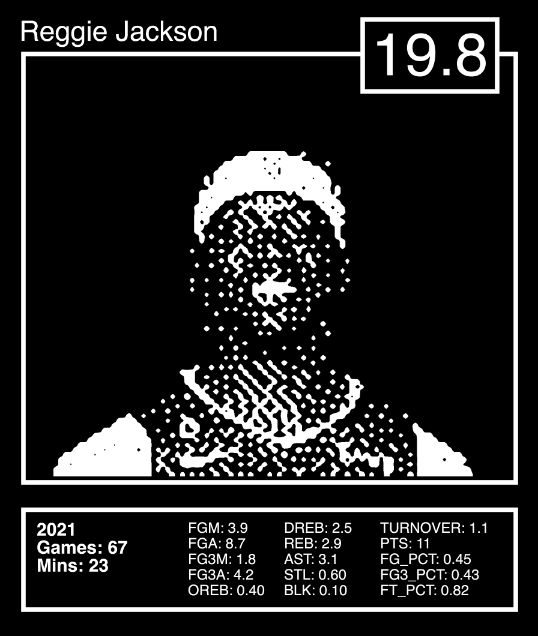 Reggie Jackson
19.8
2021
Games: 67
Mins: 23
FGM: 3.9
FGA: 8.7
FG3M: 1.8
FG3A: 4.2
OREB: 0.40
DREB: 2.5
REB: 2.9
AST: 3.1
STL: 0.60
BLK: 0.10
TURNOVER: 1.1
PTS: 11
FG_PCT: 0.45
FG3_PCT: 0.43
FT_PCT: 0.82